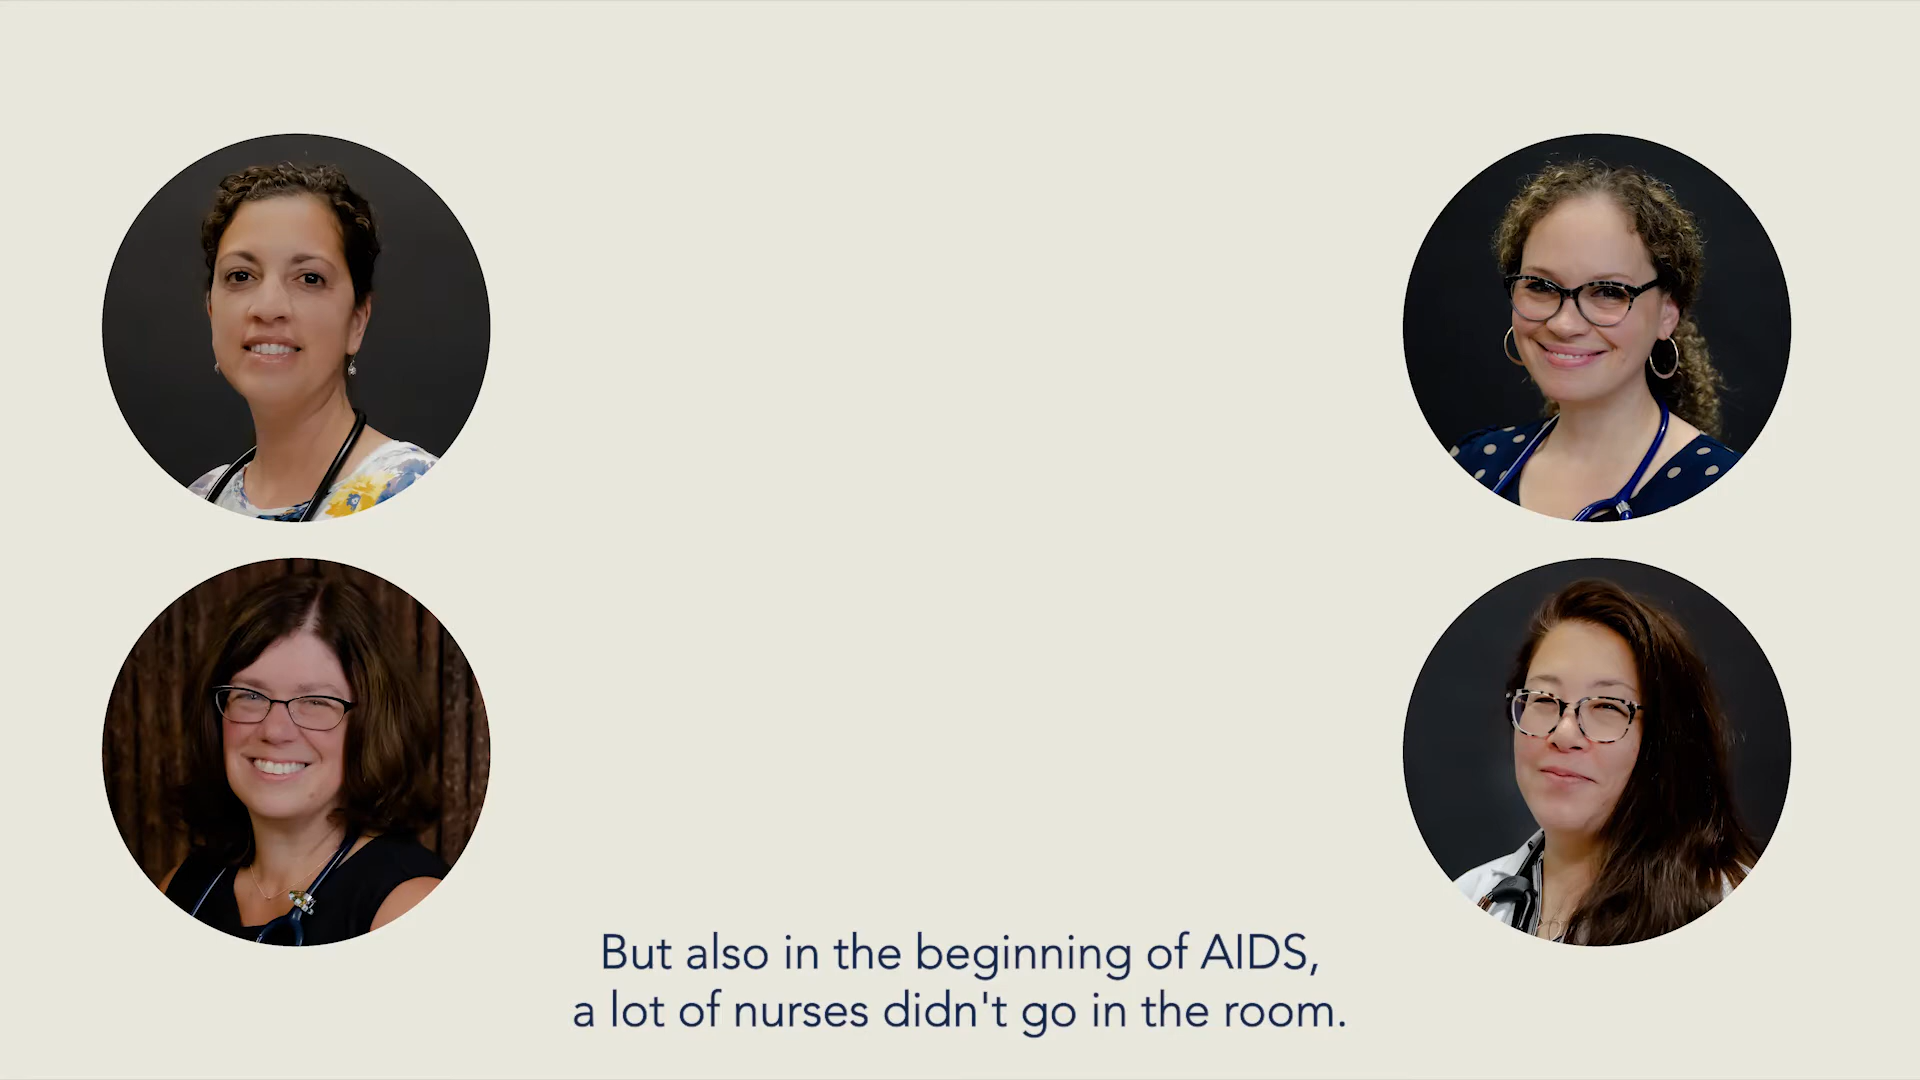 But also in the beginning of AIDS,
a lot of nurses didn't go in the room.